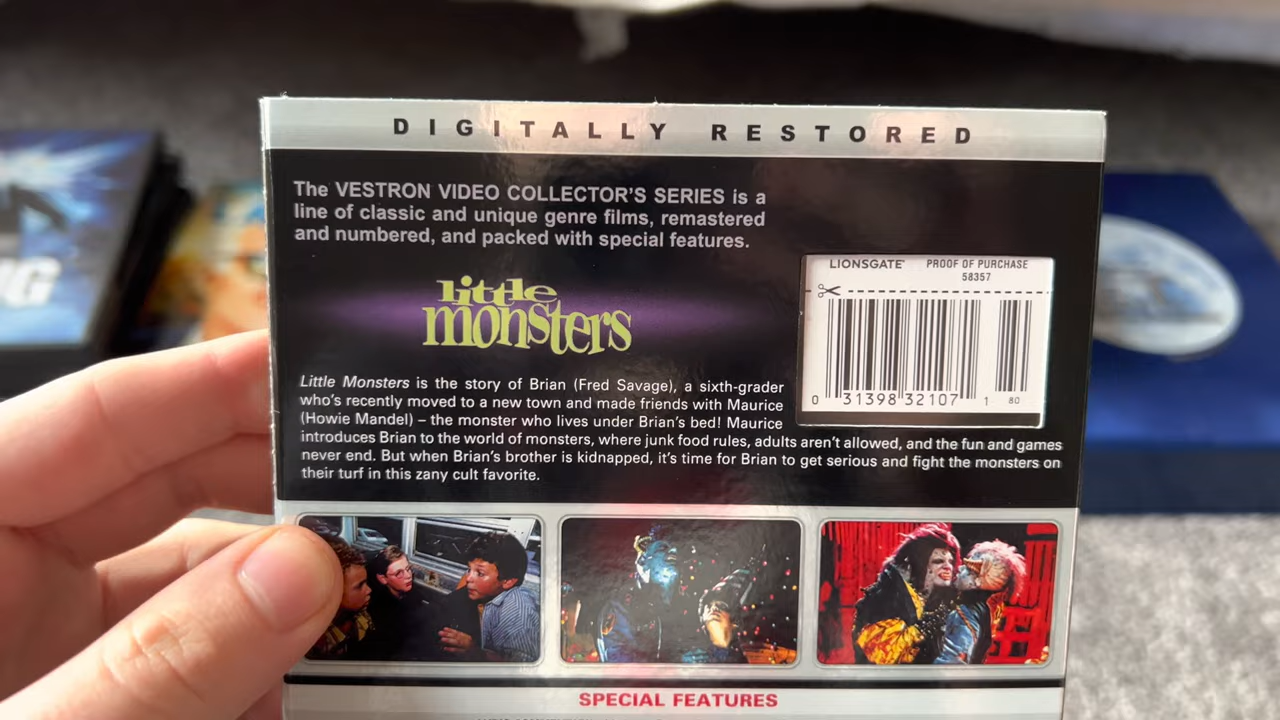 DIGITALLY RESTORED
The VESTRON VIDEO COLLECTOR'S SERIES is a
line of classic and unique genre films, remastered
and numbered, and packed with special features.
LIONSGATE
PROOF OF PURCHASE
58357
little
monsters
0 31398 32107 1 80
Little Monsters is the story of Brian (Fred Savage), a sixth-grader
who's recently moved to a new town and made friends with Maurice
(Howie Mandel) – the monster who lives under Brian's bed! Maurice
introduces Brian to the world of monsters, where junk food rules, adults aren't allowed, and the fun and games
never end. But when Brian's brother is kidnapped, it's time for Brian to get serious and fight the monsters on
their turf in this zany cult favorite.
SPECIAL FEATURES